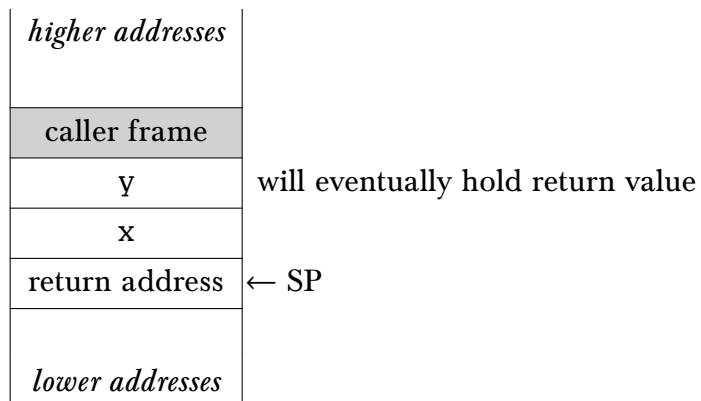 higher addresses
caller frame
y will eventually hold return value
x
return address ← SP
lower addresses